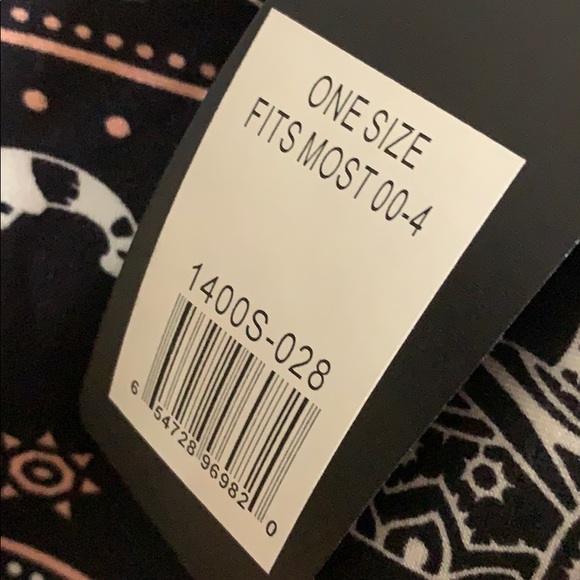 ONE SIZE
FITS MOST 00-4
1400S-028
6 54728 96982 0